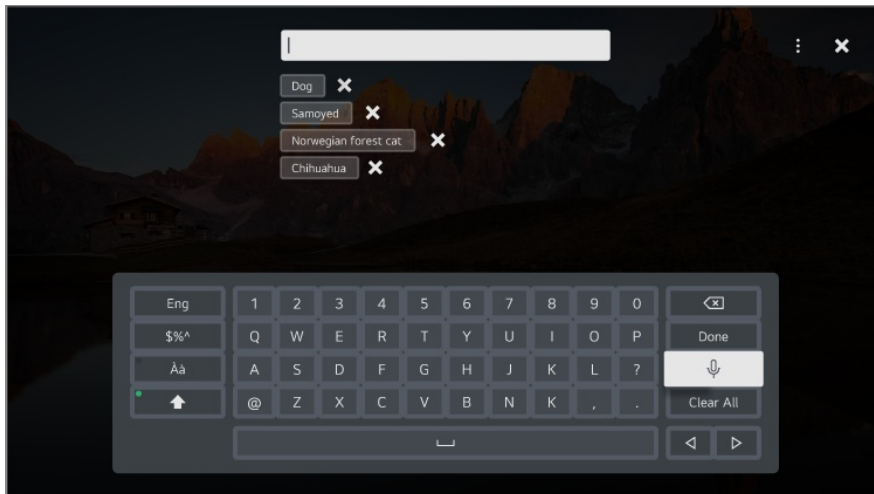 Dog
Samoyed
Norwegian forest cat
Chihuahua
Eng 1 2 3 4 5 6 7 8 9 0
$%^ Q W E R T Y U I O P Done
Àà A S D F G H J K L ?
@ Z X C V B N K , . Clear All